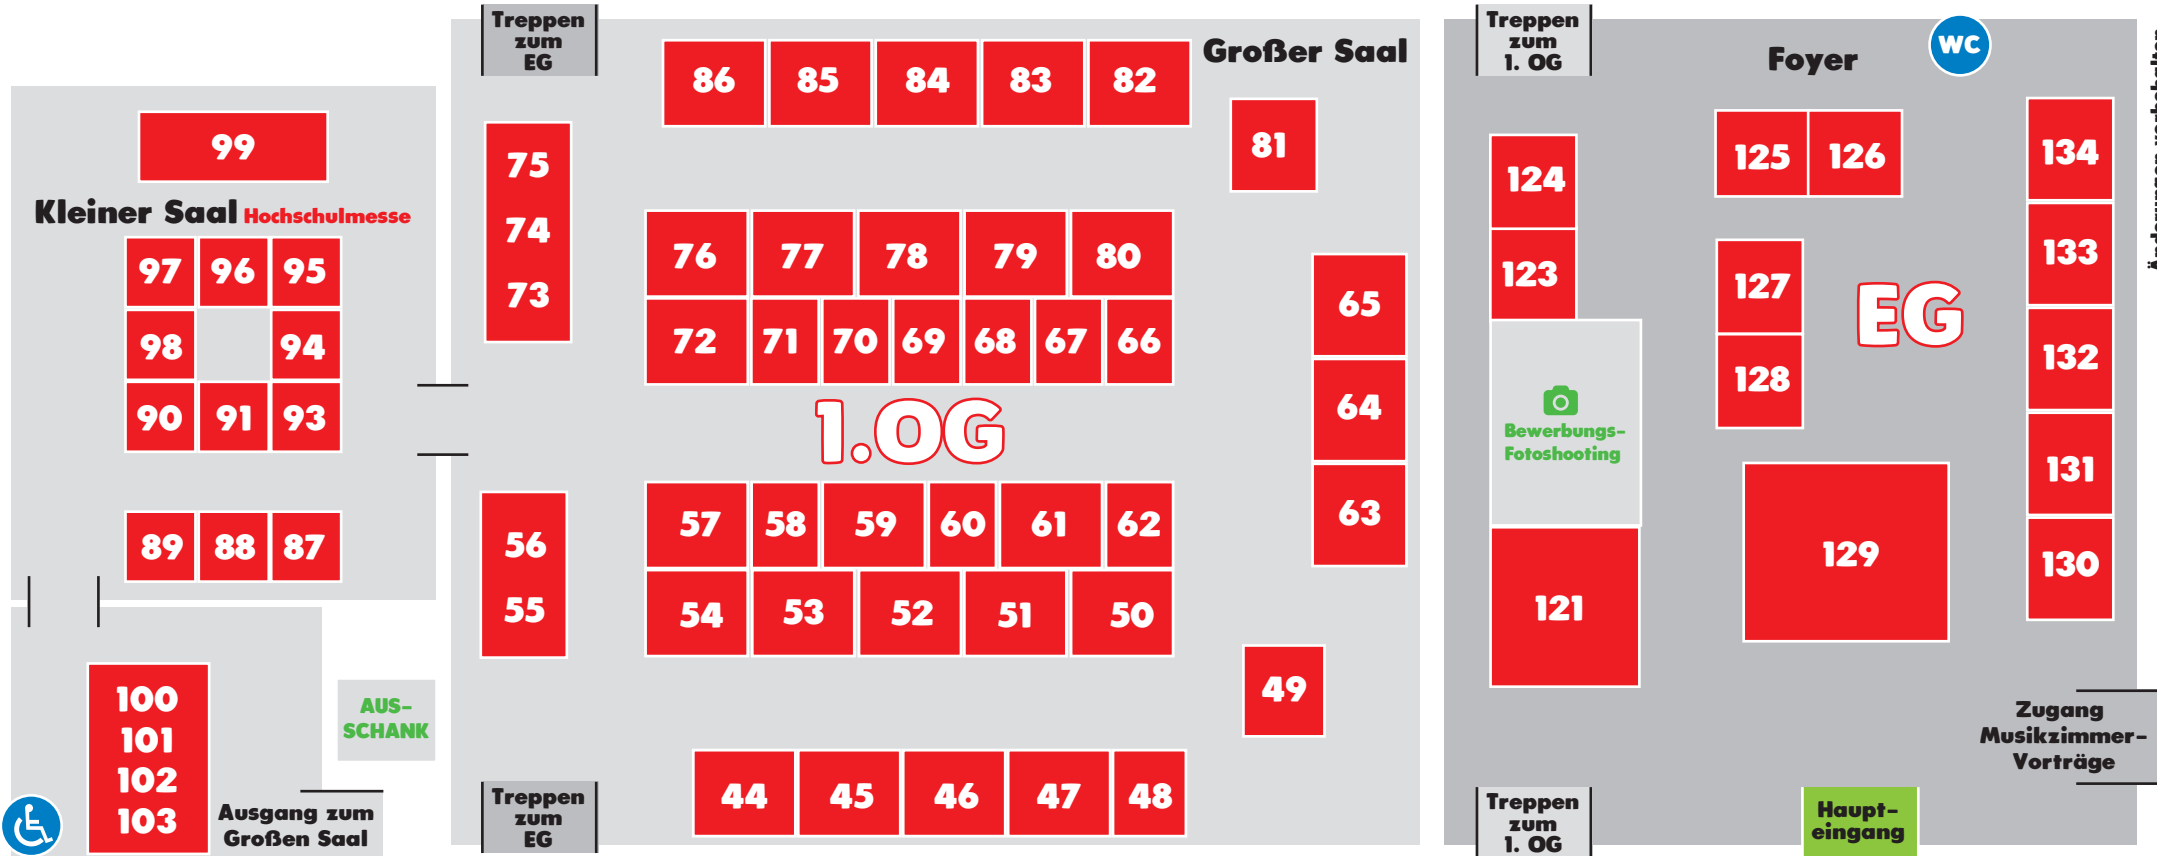 Treppen
zum
EG
86 85 84 83 82
Großer Saal
81
99
Kleiner Saal Hochschulmesse
75
74
73
97 96 95
98 94
90 91 93
89 88 87
76 77 78 79 80
72 71 70 69 68 67 66
65
64
63
1.OG
56
55
57 58 59 60 61 62
54 53 52 51 50
49
44 45 46 47 48
100
101
102
103
AUS-
SCHANK
Ausgang zum
Großen Saal
Treppen
zum
EG
Treppen
zum
1. OG
Foyer
WC
124
123
125 126
127
128
EG
134
133
132
131
130
Bewerbungs-
Fotoshooting
121
129
Zugang
Musikzimmer-
Vorträge
Treppen
zum
1. OG
Haupt-
eingang
Änderungen vorbehalten